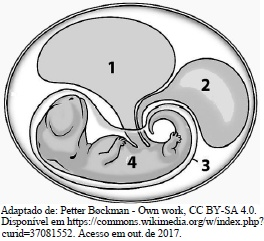 1
2
3
4
Adaptado de: Petter Bockman - Own work, CC BY-SA 4.0.
Disponível em https://commons.wikimedia.org/w/index.php?
curid=37081552. Acesso em out. de 2017.